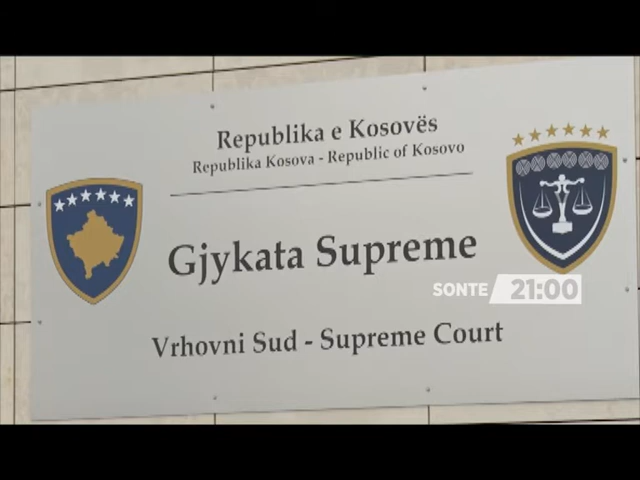 Republika e Kosovës
Republika Kosova - Republic of Kosovo
Gjykata Supreme
SONTE 21:00
Vrhovni Sud - Supreme Court